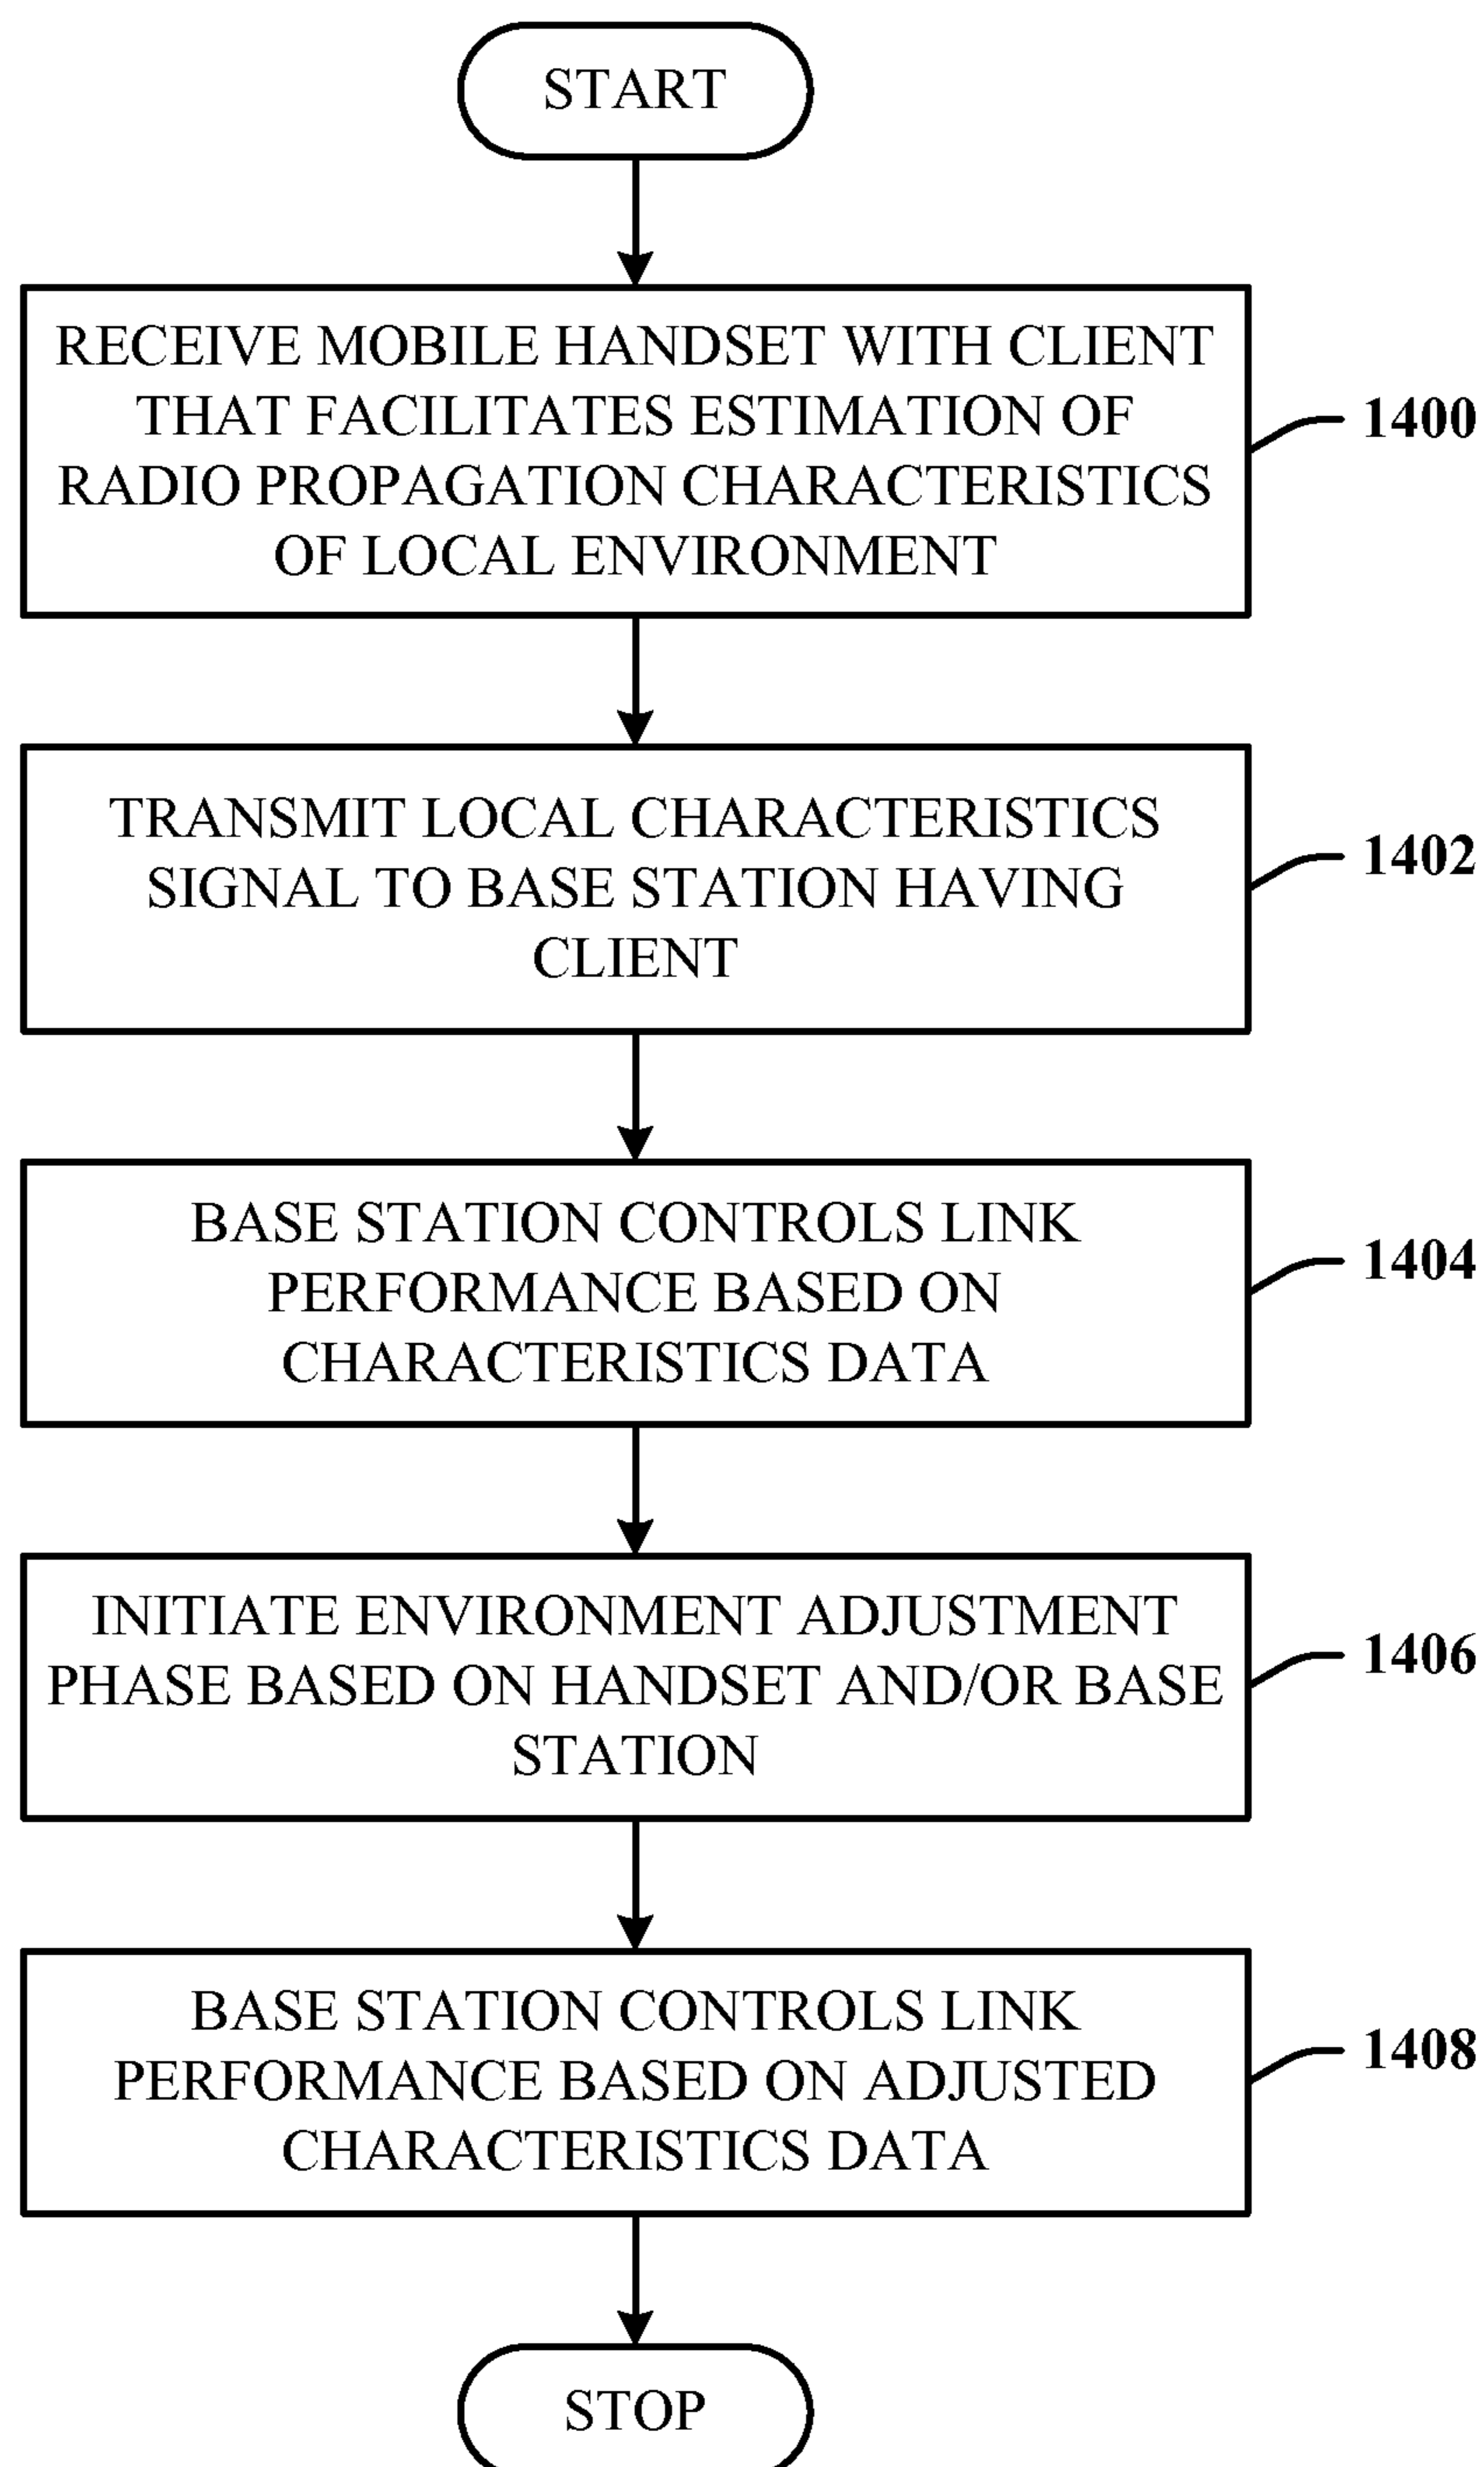 START
RECEIVE MOBILE HANDSET WITH CLIENT
THAT FACILITATES ESTIMATION OF
RADIO PROPAGATION CHARACTERISTICS
OF LOCAL ENVIRONMENT
1400
TRANSMIT LOCAL CHARACTERISTICS
SIGNAL TO BASE STATION HAVING
CLIENT
1402
BASE STATION CONTROLS LINK
PERFORMANCE BASED ON
CHARACTERISTICS DATA
1404
INITIATE ENVIRONMENT ADJUSTMENT
PHASE BASED ON HANDSET AND/OR BASE
STATION
1406
BASE STATION CONTROLS LINK
PERFORMANCE BASED ON ADJUSTED
CHARACTERISTICS DATA
1408
STOP